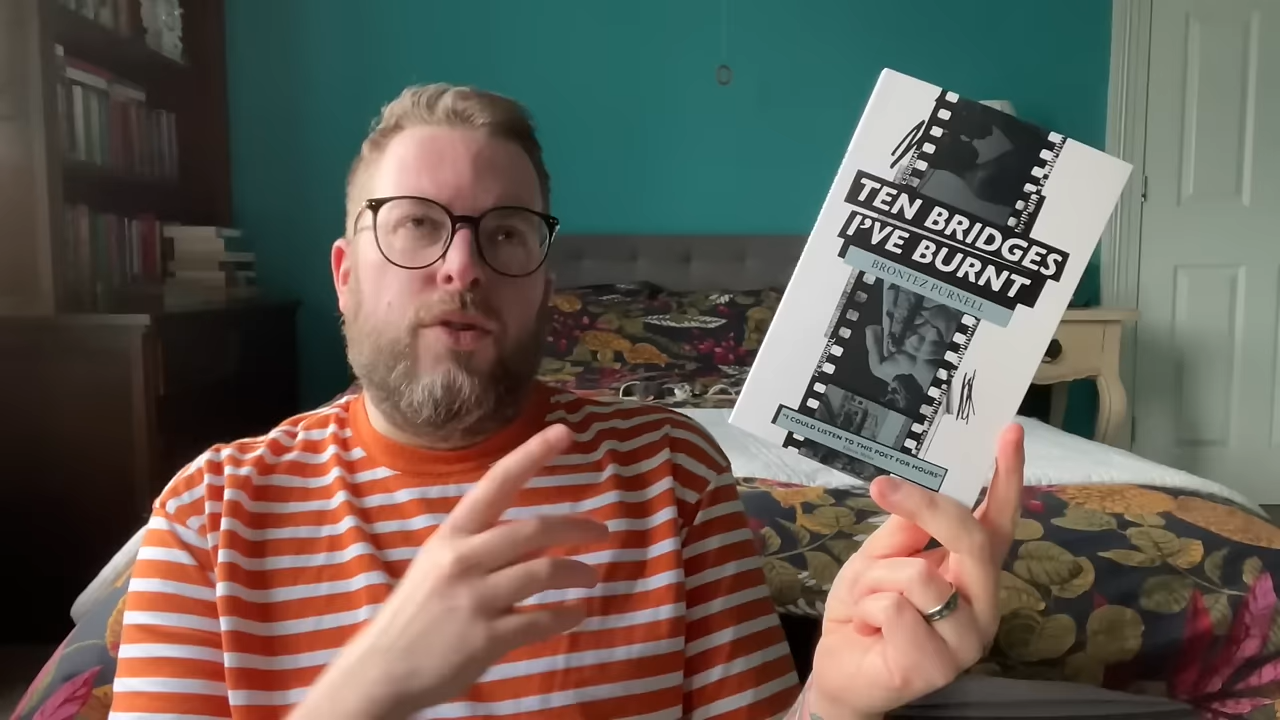 TEN BRIDGES
I'VE BURNT
BRONTEZ PURNELL
"I COULD LISTEN TO THIS POET FOR HOURS"